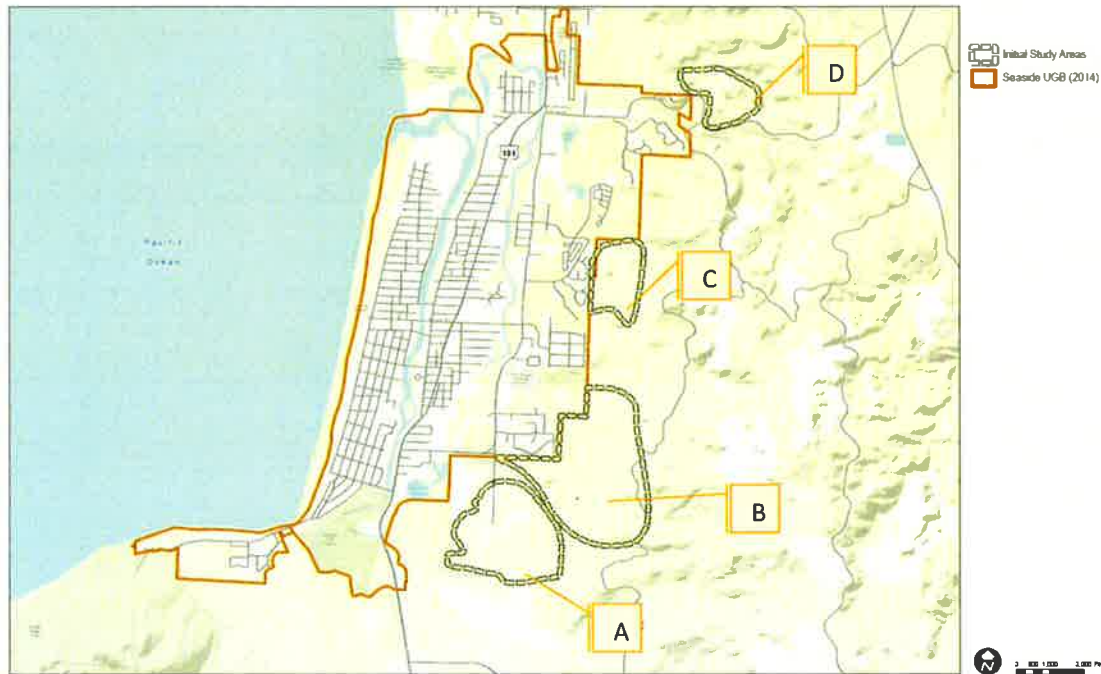 D
Initial Study Areas
Seaside UGB (2014)
101
Pacific
Ocean
C
B
A
N